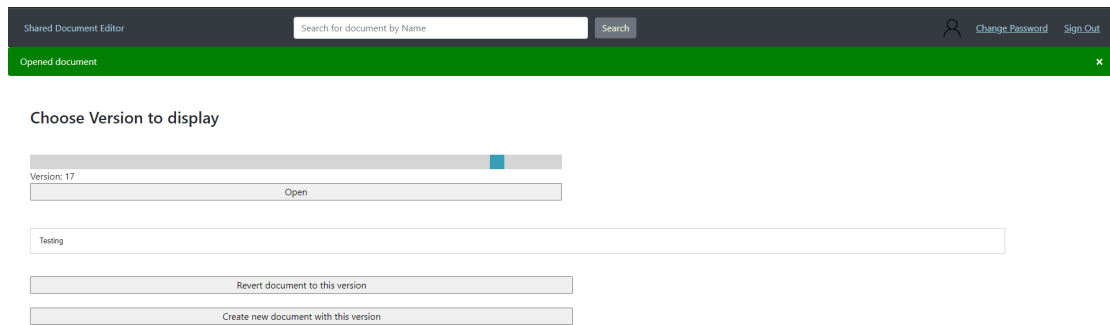 Shared Document Editor Search for document by Name Search Change Password Sign Out
Opened document ×
Choose Version to display
Version: 17
Open
Testing
Revert document to this version
Create new document with this version